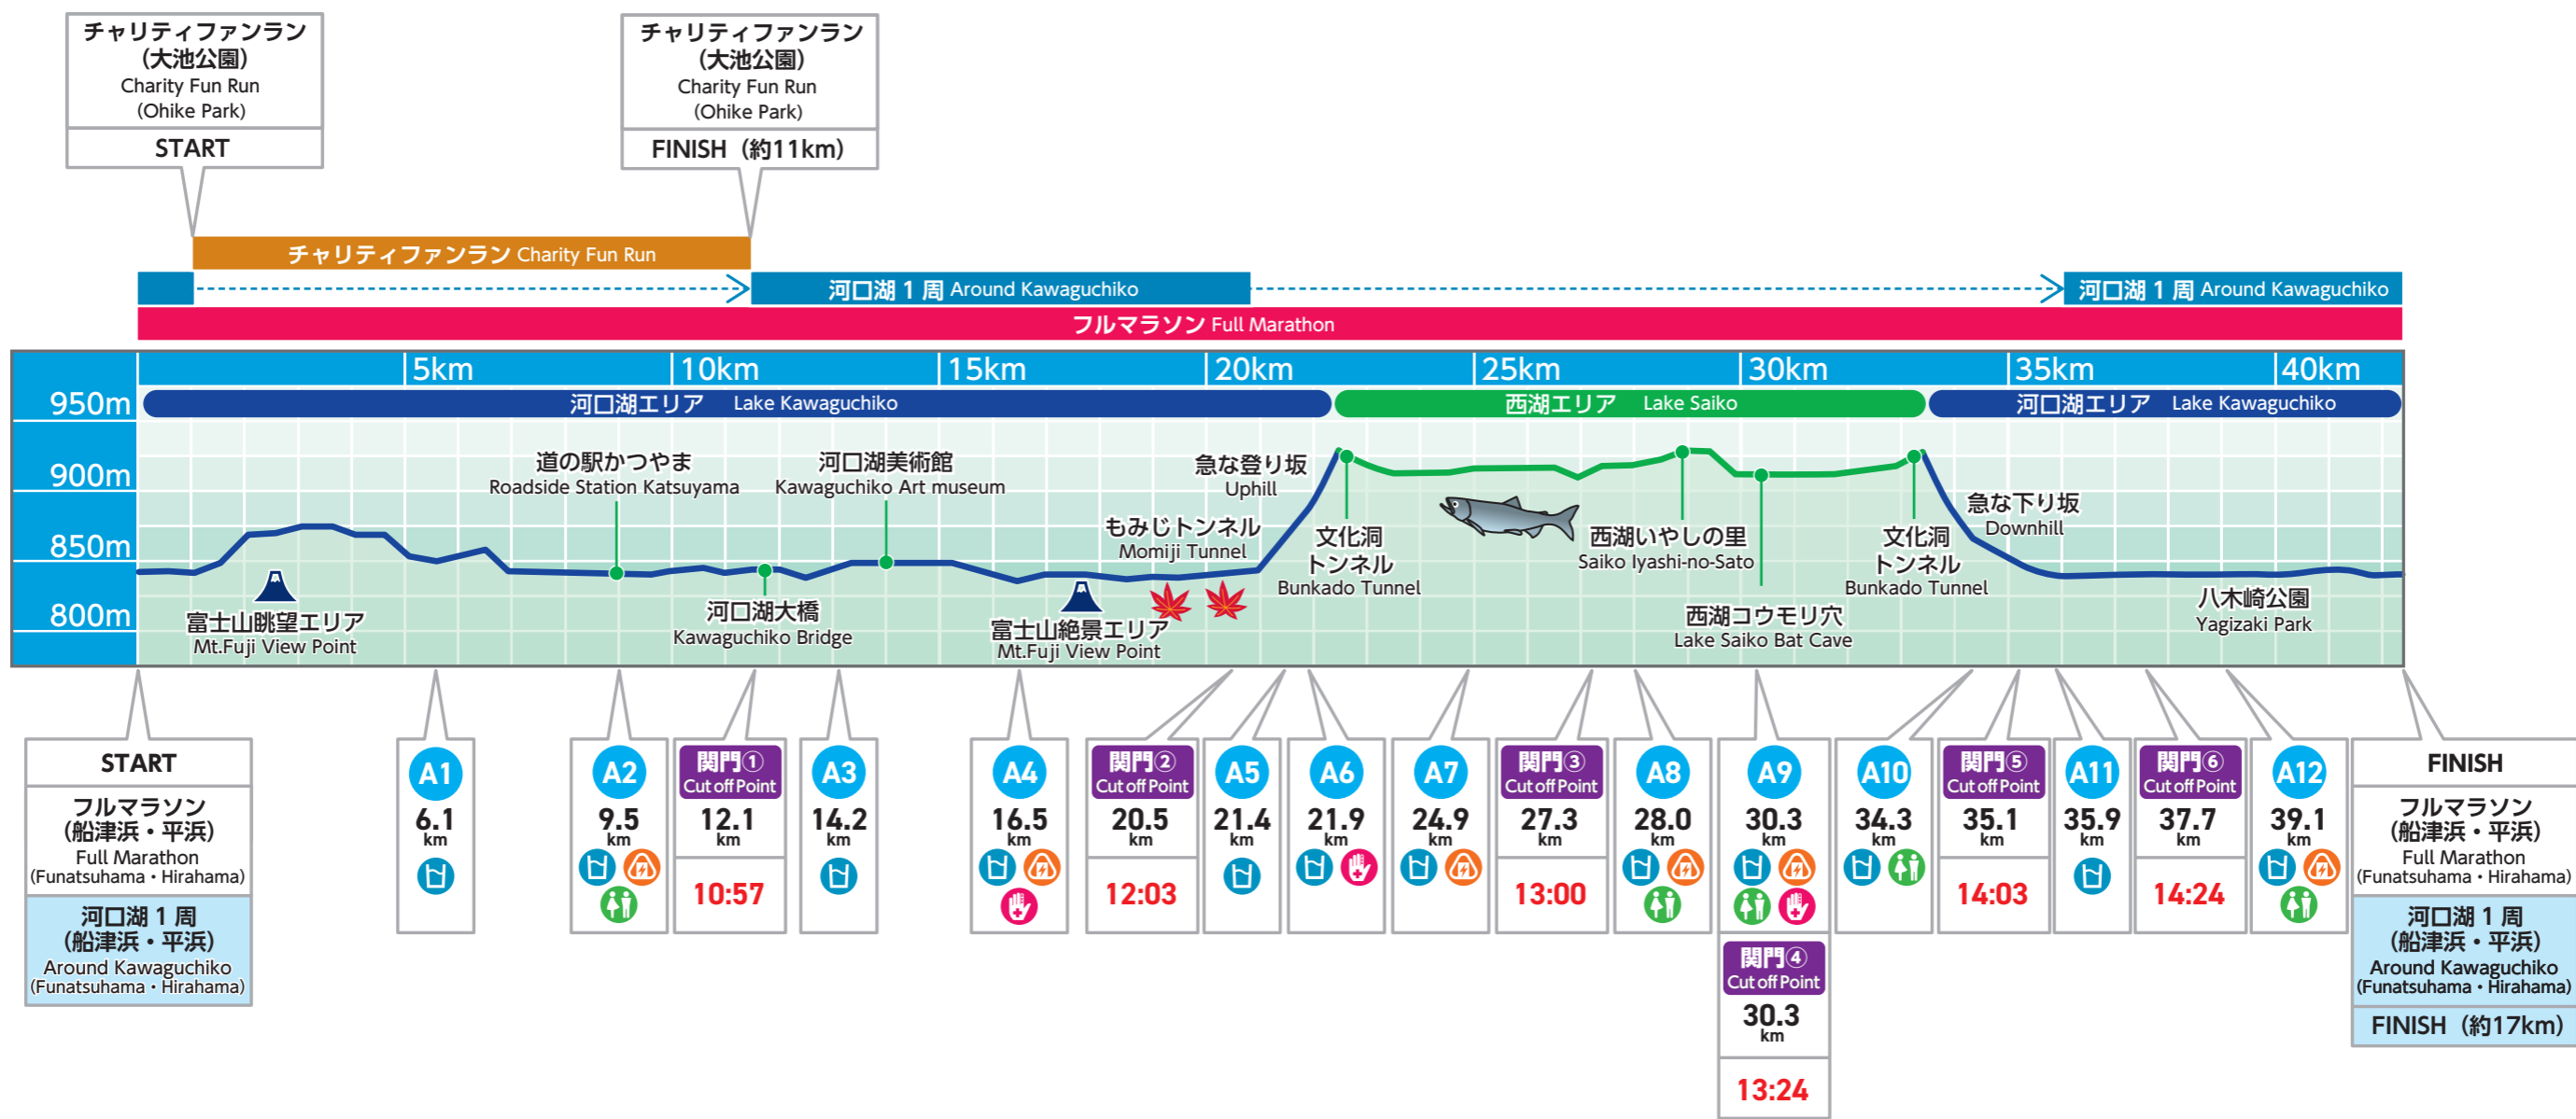 チャリティファンラン
(大池公園)
Charity Fun Run
(Ohike Park)
START
チャリティファンラン
(大池公園)
Charity Fun Run
(Ohike Park)
FINISH（約11km）
チャリティファンラン Charity Fun Run
河口湖 1 周 Around Kawaguchiko
河口湖 1 周 Around Kawaguchiko
フルマラソン Full Marathon
5km
10km
15km
20km
25km
30km
35km
40km
950m
900m
850m
800m
河口湖エリア Lake Kawaguchiko
西湖エリア Lake Saiko
河口湖エリア Lake Kawaguchiko
富士山眺望エリア
Mt.Fuji View Point
道の駅かつやま
Roadside Station Katsuyama
河口湖大橋
Kawaguchiko Bridge
河口湖美術館
Kawaguchiko Art museum
富士山絶景エリア
Mt.Fuji View Point
もみじトンネル
Momiji Tunnel
急な登り坂
Uphill
文化洞
トンネル
Bunkado Tunnel
西湖いやしの里
Saiko Iyashi-no-Sato
西湖コウモリ穴
Lake Saiko Bat Cave
文化洞
トンネル
Bunkado Tunnel
急な下り坂
Downhill
八木崎公園
Yagizaki Park
START
フルマラソン
(船津浜・平浜)
Full Marathon
(Funatsuhama・Hirahama)
河口湖 1 周
(船津浜・平浜)
Around Kawaguchiko
(Funatsuhama・Hirahama)
A1
6.1
km
A2
9.5
km
関門①
Cut off Point
12.1
km
10:57
A3
14.2
km
A4
16.5
km
関門②
Cut off Point
20.5
km
12:03
A5
21.4
km
A6
21.9
km
A7
24.9
km
関門③
Cut off Point
27.3
km
13:00
A8
28.0
km
A9
30.3
km
関門④
Cut off Point
30.3
km
13:24
A10
34.3
km
関門⑤
Cut off Point
35.1
km
14:03
A11
35.9
km
関門⑥
Cut off Point
37.7
km
14:24
A12
39.1
km
FINISH
フルマラソン
(船津浜・平浜)
Full Marathon
(Funatsuhama・Hirahama)
河口湖 1 周
(船津浜・平浜)
Around Kawaguchiko
(Funatsuhama・Hirahama)
FINISH（約17km）